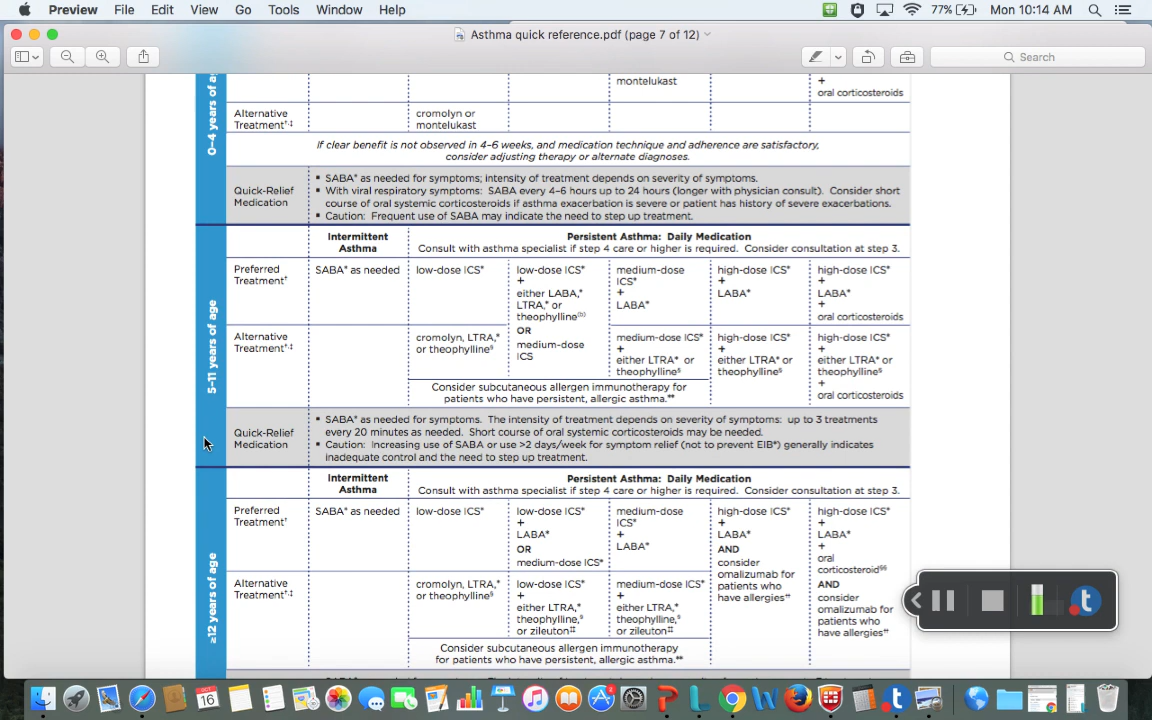 Preview File Edit View Go Tools Window Help 77% Mon 10:14 AM
Asthma quick reference.pdf (page 7 of 12)
Search
0–4 years of
montelukast
+
oral corticosteroids
Alternative
Treatment†,‡
cromolyn or
montelukast
If clear benefit is not observed in 4–6 weeks, and medication technique and adherence are satisfactory,
consider adjusting therapy or alternate diagnoses.
Quick-Relief
Medication
▪ SABA* as needed for symptoms; intensity of treatment depends on severity of symptoms.
▪ With viral respiratory symptoms: SABA every 4–6 hours up to 24 hours (longer with physician consult). Consider short
course of oral systemic corticosteroids if asthma exacerbation is severe or patient has history of severe exacerbations.
▪ Caution: Frequent use of SABA may indicate the need to step up treatment.
5–11 years of age
Intermittent
Asthma
Persistent Asthma: Daily Medication
Consult with asthma specialist if step 4 care or higher is required. Consider consultation at step 3.
Preferred
Treatment†
SABA* as needed
low-dose ICS*
low-dose ICS*
+
either LABA,*
LTRA,* or
theophylline(b)
OR
medium-dose
ICS
medium-dose
ICS*
+
LABA*
high-dose ICS*
+
LABA*
high-dose ICS*
+
LABA*
+
oral corticosteroids
Alternative
Treatment†,‡
cromolyn, LTRA,*
or theophylline§
medium-dose ICS*
+
either LTRA* or
theophylline§
high-dose ICS*
+
either LTRA* or
theophylline§
high-dose ICS*
+
either LTRA* or
theophylline§
+
oral corticosteroids
Consider subcutaneous allergen immunotherapy for
patients who have persistent, allergic asthma.**
Quick-Relief
Medication
▪ SABA* as needed for symptoms. The intensity of treatment depends on severity of symptoms: up to 3 treatments
every 20 minutes as needed. Short course of oral systemic corticosteroids may be needed.
▪ Caution: Increasing use of SABA or use >2 days/week for symptom relief (not to prevent EIB*) generally indicates
inadequate control and the need to step up treatment.
≥12 years of age
Intermittent
Asthma
Persistent Asthma: Daily Medication
Consult with asthma specialist if step 4 care or higher is required. Consider consultation at step 3.
Preferred
Treatment†
SABA* as needed
low-dose ICS*
low-dose ICS*
+
LABA*
OR
medium-dose ICS*
medium-dose
ICS*
+
LABA*
high-dose ICS*
+
LABA*
AND
consider
omalizumab for
patients who
have allergies††
high-dose ICS*
+
LABA*
+
oral
corticosteroid§§
AND
consider
omalizumab for
patients who
have allergies††
Alternative
Treatment†,‡
cromolyn, LTRA,*
or theophylline§
low-dose ICS*
+
either LTRA,*
theophylline,§
or zileuton‡‡
medium-dose ICS*
+
either LTRA,*
theophylline,§
or zileuton‡‡
Consider subcutaneous allergen immunotherapy
for patients who have persistent, allergic asthma.**
t
OCT
16
P
L
W
t